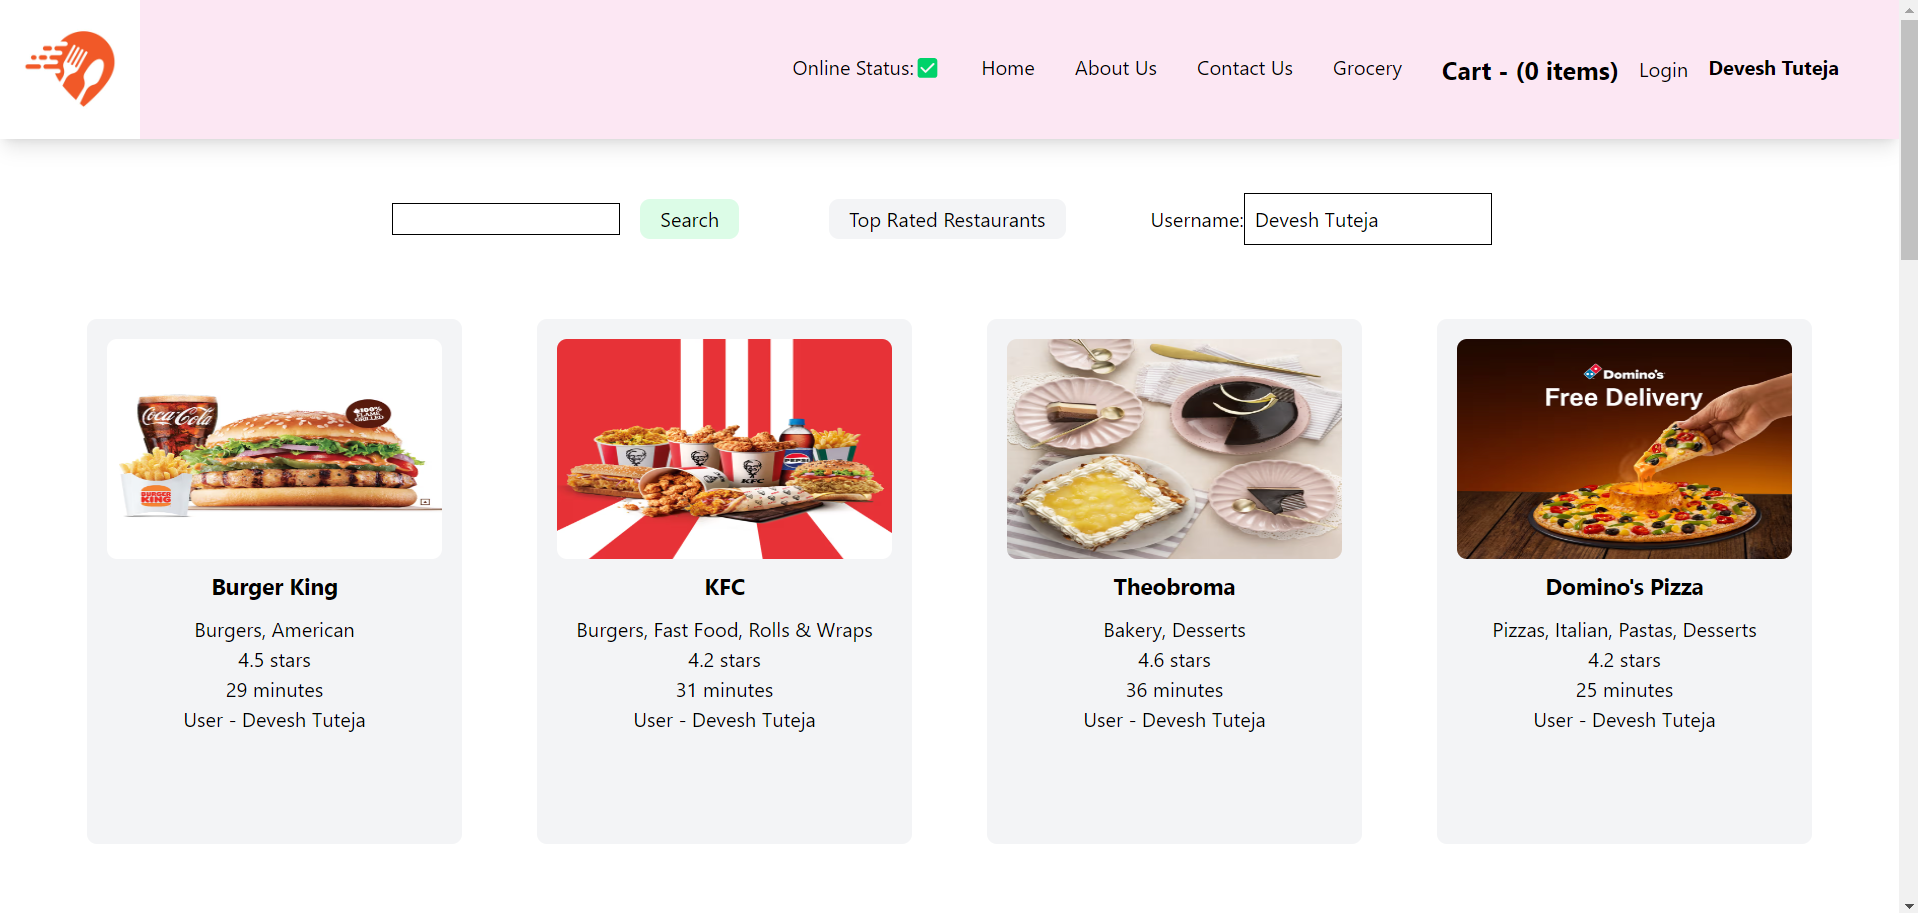 Online Status:✅ Home About Us Contact Us Grocery Cart - (0 items) Login Devesh Tuteja
Search Top Rated Restaurants Username: Devesh Tuteja
Coca-Cola
100% FLAME GRILLED
BURGER KING
Burger King
Burgers, American
4.5 stars
29 minutes
User - Devesh Tuteja
PEPSI
KFC
KFC
Burgers, Fast Food, Rolls & Wraps
4.2 stars
31 minutes
User - Devesh Tuteja
Theobroma
Bakery, Desserts
4.6 stars
36 minutes
User - Devesh Tuteja
Domino's
Free Delivery
Domino's Pizza
Pizzas, Italian, Pastas, Desserts
4.2 stars
25 minutes
User - Devesh Tuteja